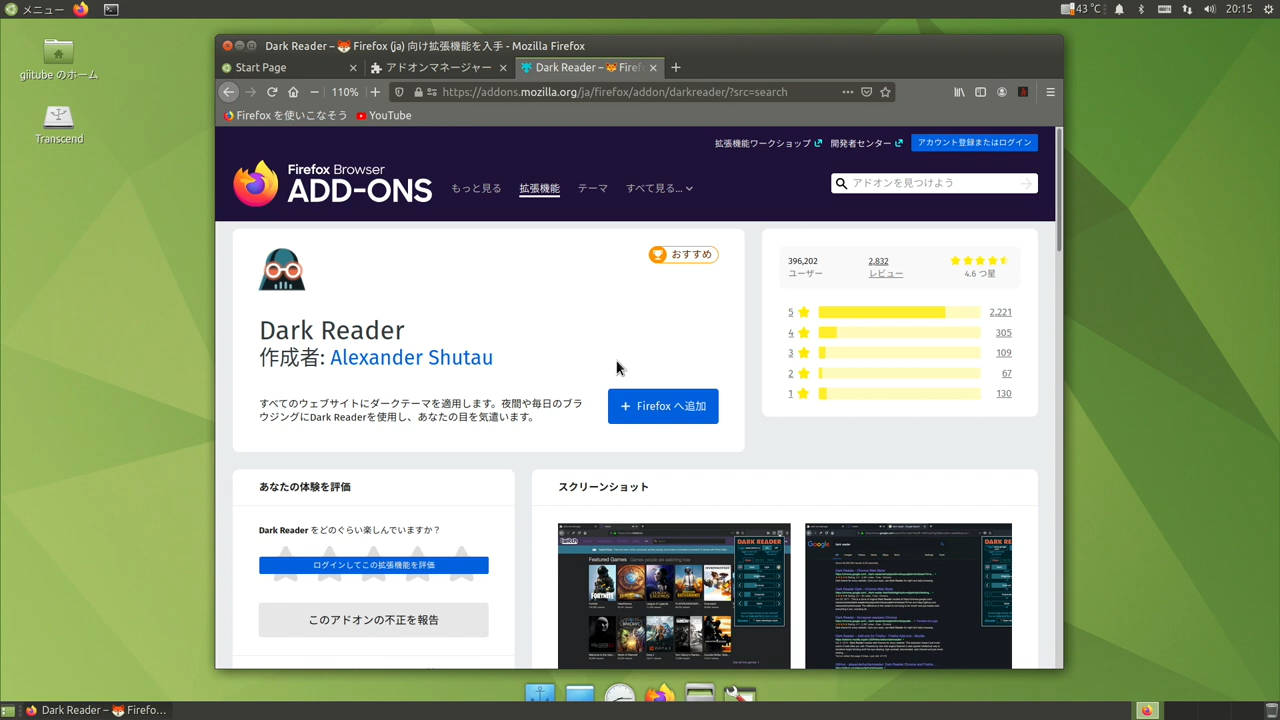 メニュー
43 ℃
20:15
giitube のホーム
Transcend
Dark Reader – 🦊 Firefox (ja) 向け拡張機能を入手 - Mozilla Firefox
Start Page
アドオンマネージャー
Dark Reader – 🦊 Firef
110%
https://addons.mozilla.org/ja/firefox/addon/darkreader/?src=search
Firefox を使いこなそう
YouTube
拡張機能ワークショップ
開発者センター
アカウント登録またはログイン
Firefox Browser
ADD-ONS
もっと見る
拡張機能
テーマ
すべて見る...
アドオンを見つけよう
おすすめ
Dark Reader
作成者: Alexander Shutau
すべてのウェブサイトにダークテーマを適用します。夜間や毎日のブラ
ウジングにDark Readerを使用し、あなたの目を気遣います。
+ Firefox へ追加
396,202
ユーザー
2,832
レビュー
4.6 つ星
5 2,221
4 305
3 109
2 67
1 130
あなたの体験を評価
Dark Reader をどのぐらい楽しんでいますか？
ログインしてこの拡張機能を評価
このアドオンの不正を報告
スクリーンショット
Featured Games
DARK READER
Google
DARK READER
Dark Reader – 🦊 Firefo...